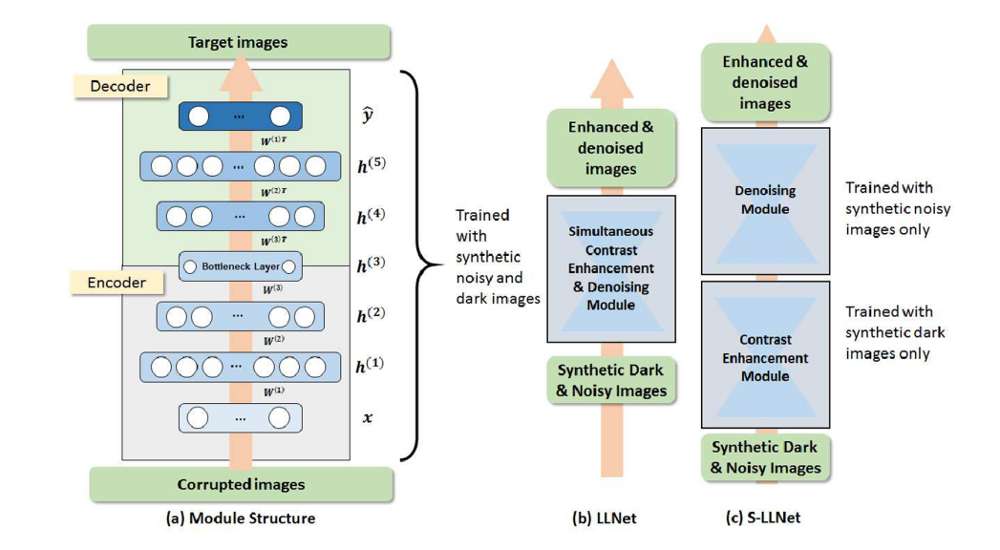 Target images
Decoder
ŷ
...
W(1)T
h(5)
...
W(2)T
h(4)
...
W(3)T
h(3)
Bottleneck Layer
Encoder
W(3)
h(2)
...
W(2)
h(1)
...
W(1)
x
...
Corrupted images
(a) Module Structure
Trained
with
synthetic
noisy and
dark images
Enhanced &
denoised
images
Simultaneous
Contrast
Enhancement
& Denoising
Module
Synthetic Dark
& Noisy Images
(b) LLNet
Enhanced &
denoised
images
Denoising
Module
Trained with
synthetic noisy
images only
Contrast
Enhancement
Module
Trained with
synthetic dark
images only
Synthetic Dark
& Noisy Images
(c) S-LLNet